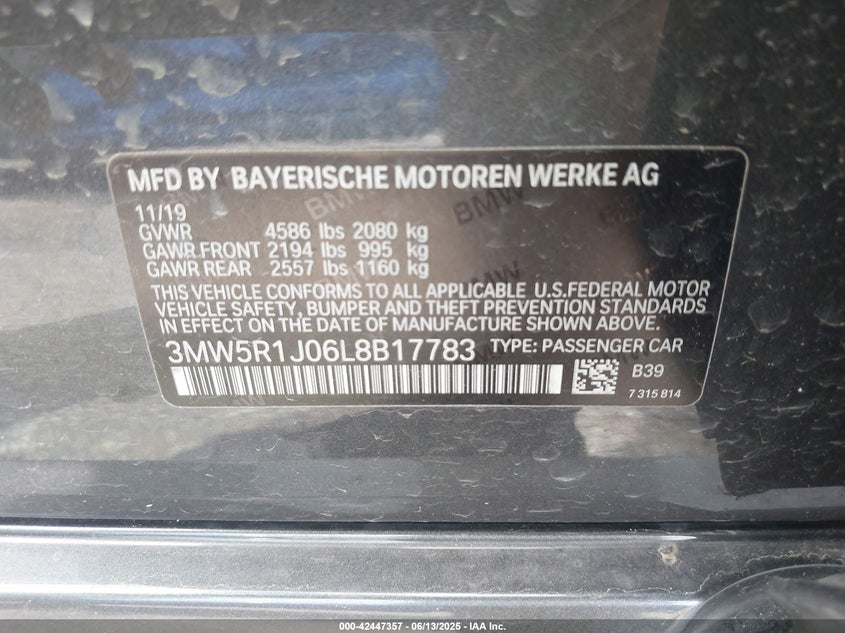 MFD BY BAYERISCHE MOTOREN WERKE AG
11/19
GVWR 4586 lbs 2080 kg
GAWR FRONT 2194 lbs 995 kg
GAWR REAR 2557 lbs 1160 kg
THIS VEHICLE CONFORMS TO ALL APPLICABLE U.S.FEDERAL MOTOR
VEHICLE SAFETY, BUMPER AND THEFT PREVENTION STANDARDS
IN EFFECT ON THE DATE OF MANUFACTURE SHOWN ABOVE.
3MW5R1J06L8B17783 TYPE: PASSENGER CAR
B39
7 315 814
000-42447357 - 06/13/2025 - IAA Inc.